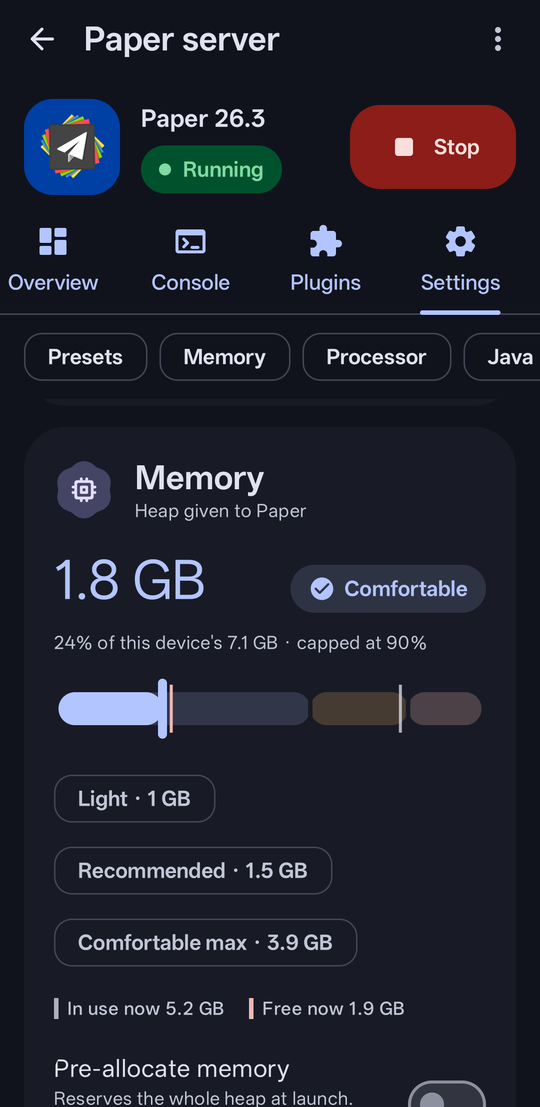 Paper server
Paper 26.3
Running
Stop
Overview
Console
Plugins
Settings
Presets
Memory
Processor
Java
Memory
Heap given to Paper
1.8 GB
Comfortable
24% of this device's 7.1 GB · capped at 90%
Light · 1 GB
Recommended · 1.5 GB
Comfortable max · 3.9 GB
In use now 5.2 GB
Free now 1.9 GB
Pre-allocate memory
Reserves the whole heap at launch.